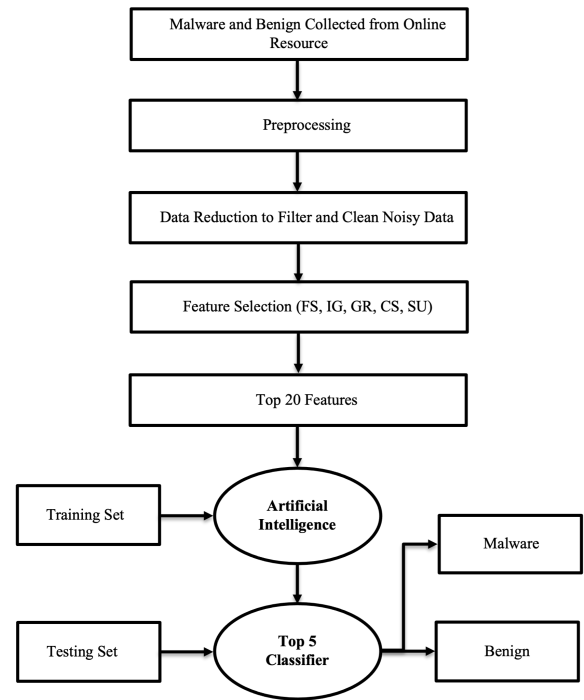 Malware and Benign Collected from Online
Resource
Preprocessing
Data Reduction to Filter and Clean Noisy Data
Feature Selection (FS, IG, GR, CS, SU)
Top 20 Features
Artificial
Intelligence
Training Set
Malware
Top 5
Classifier
Testing Set
Benign